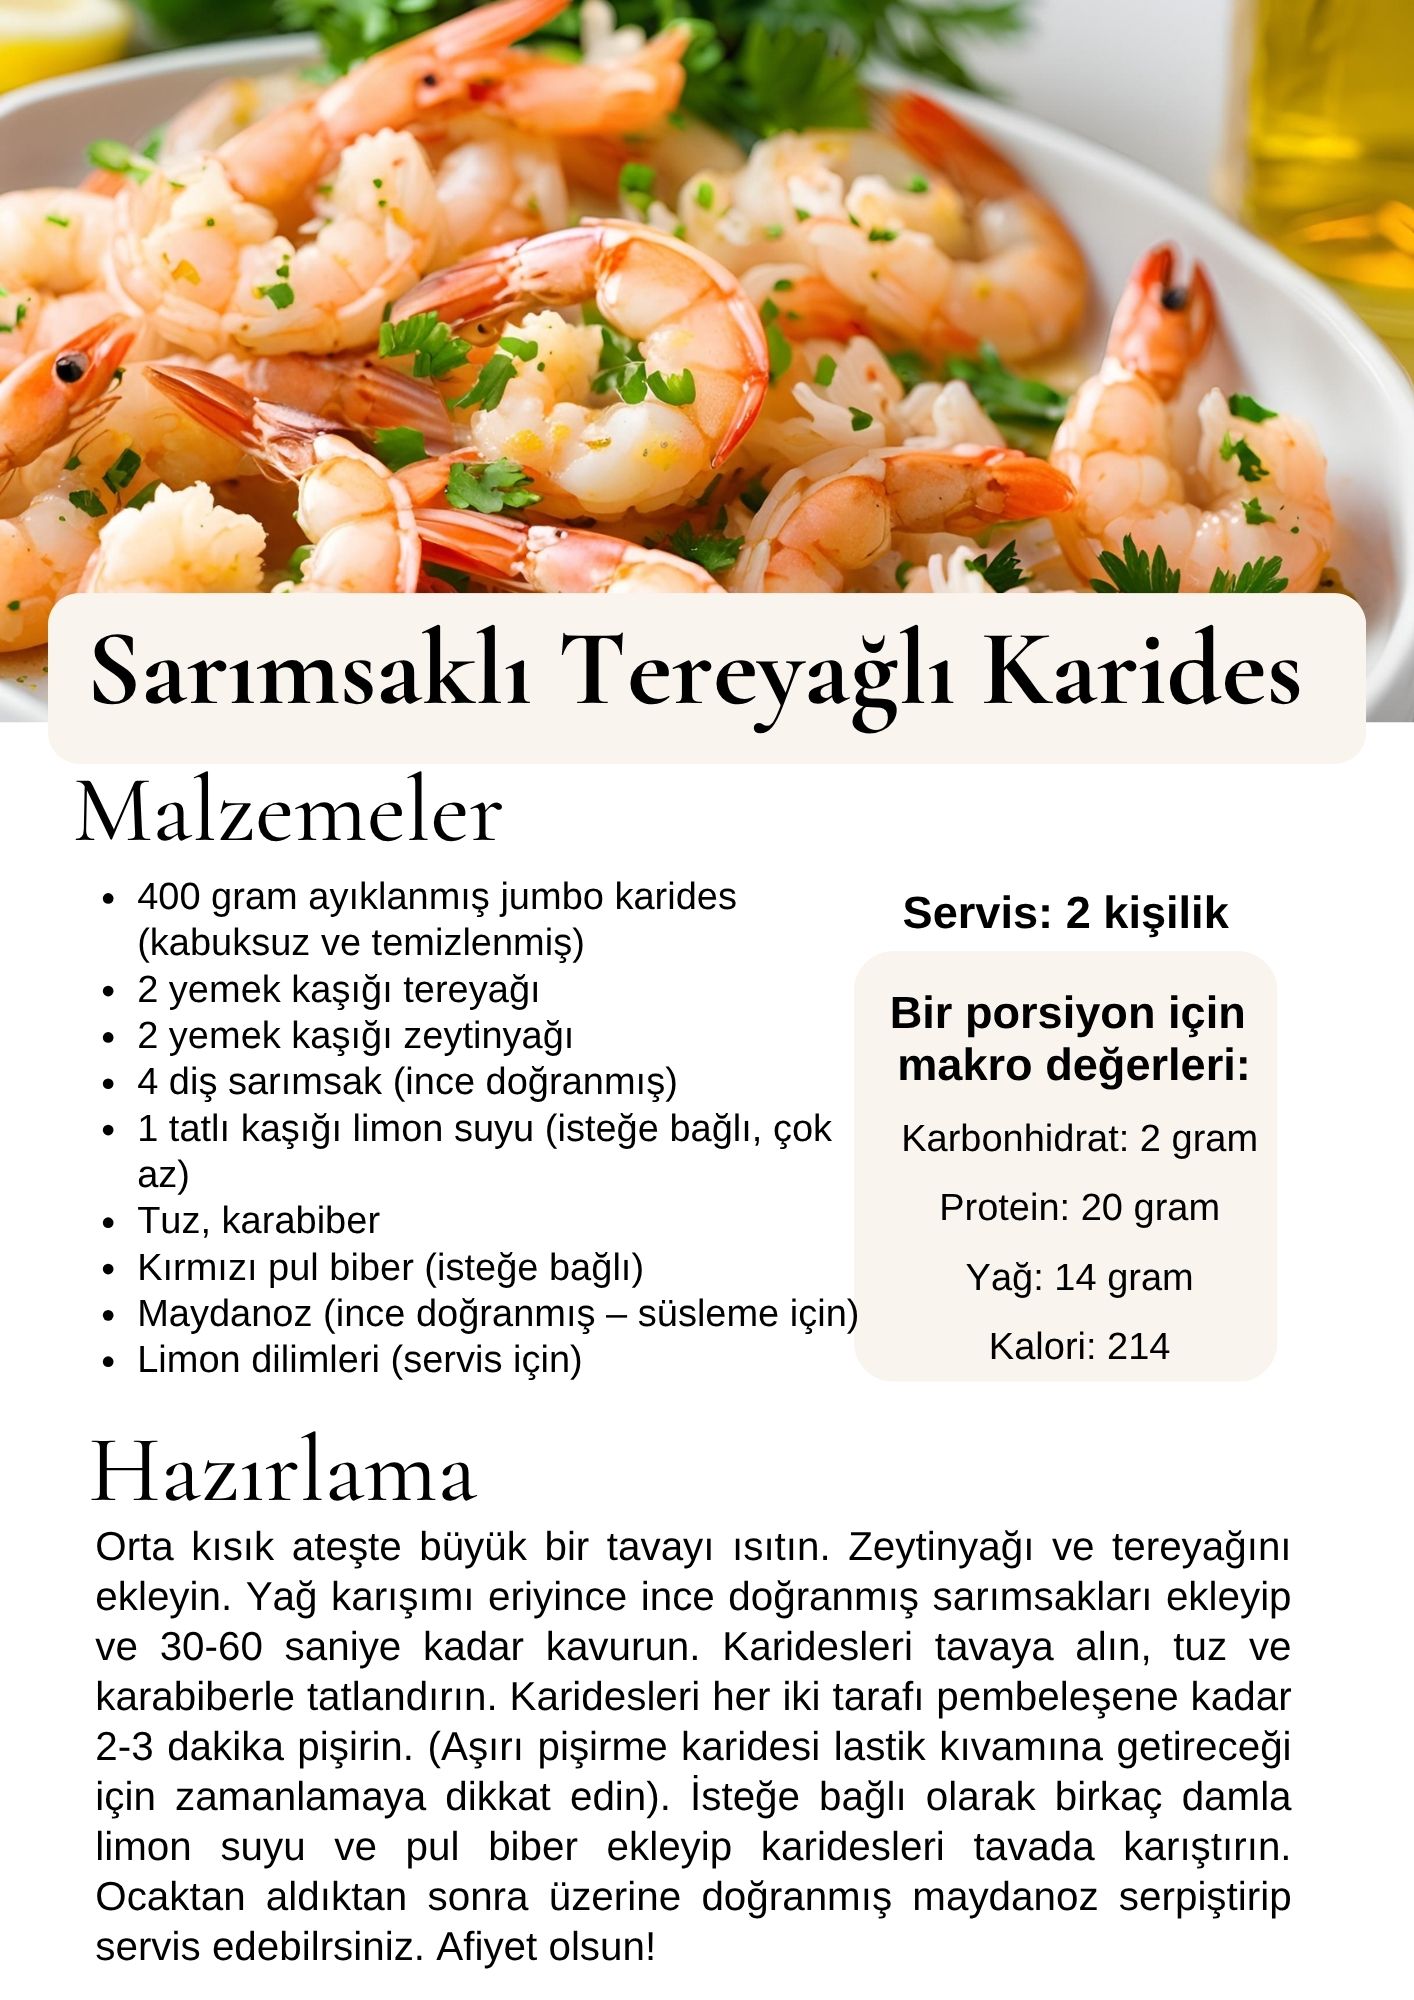 Sarımsaklı Tereyağlı Karides
Malzemeler
400 gram ayıklanmış jumbo karides
(kabuksuz ve temizlenmiş)
2 yemek kaşığı tereyağı
2 yemek kaşığı zeytinyağı
4 diş sarımsak (ince doğranmış)
1 tatlı kaşığı limon suyu (isteğe bağlı, çok
az)
Tuz, karabiber
Kırmızı pul biber (isteğe bağlı)
Maydanoz (ince doğranmış – süsleme için)
Limon dilimleri (servis için)
Servis: 2 kişilik
Bir porsiyon için
makro değerleri:
Karbonhidrat: 2 gram
Protein: 20 gram
Yağ: 14 gram
Kalori: 214
Hazırlama
Orta kısık ateşte büyük bir tavayı ısıtın. Zeytinyağı ve tereyağını
ekleyin. Yağ karışımı eriyince ince doğranmış sarımsakları ekleyip
ve 30-60 saniye kadar kavurun. Karidesleri tavaya alın, tuz ve
karabiberle tatlandırın. Karidesleri her iki tarafı pembeleşene kadar
2-3 dakika pişirin. (Aşırı pişirme karidesi lastik kıvamına getireceği
için zamanlamaya dikkat edin). İsteğe bağlı olarak birkaç damla
limon suyu ve pul biber ekleyip karidesleri tavada karıştırın.
Ocaktan aldıktan sonra üzerine doğranmış maydanoz serpiştirip
servis edebilrsiniz. Afiyet olsun!